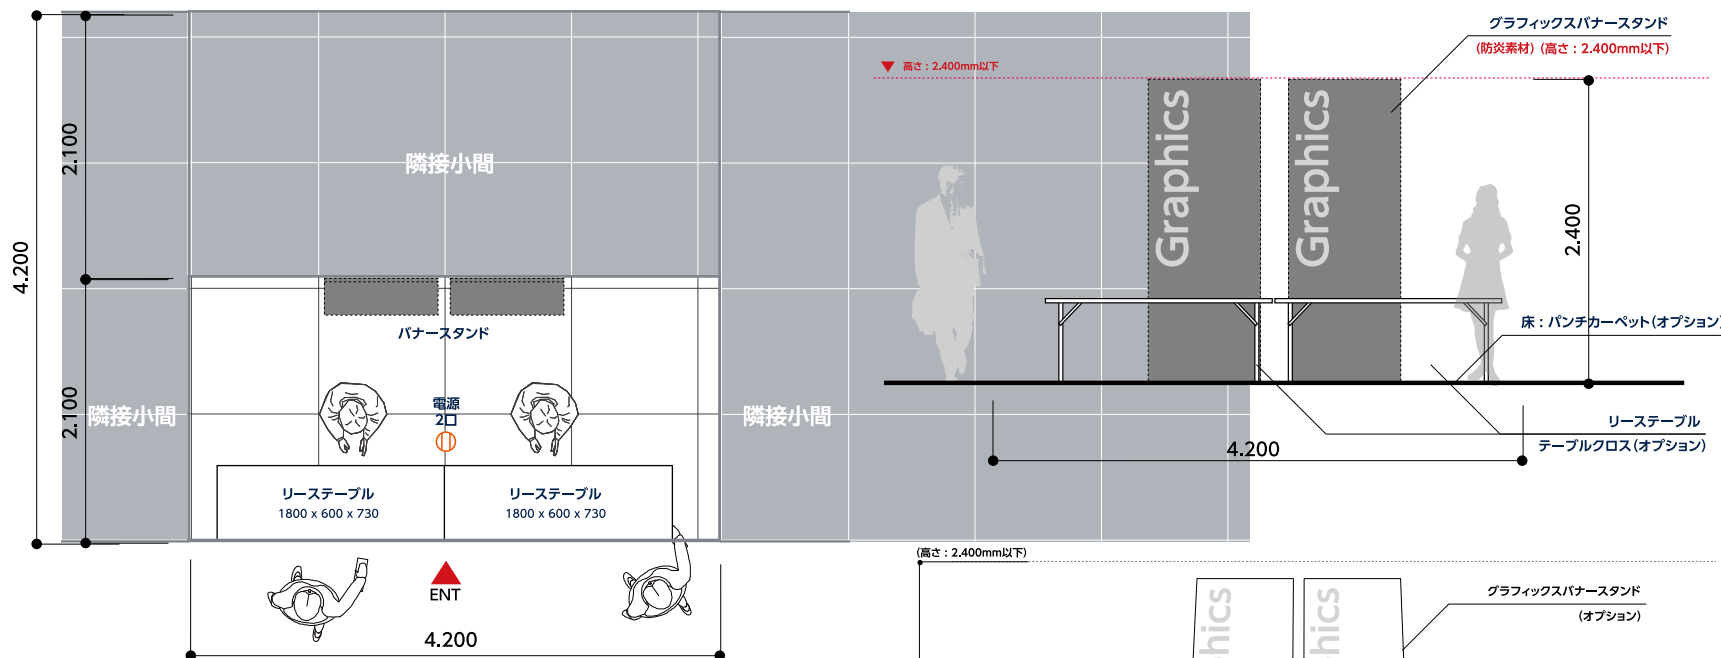 4.200
2.100
2.100
隣接小間
隣接小間
隣接小間
バナースタンド
電源
2口
リーステーブル
1800 x 600 x 730
リーステーブル
1800 x 600 x 730
ENT
4.200
高さ：2.400mm以下
グラフィックスバナースタンド
(防炎素材) (高さ：2.400mm以下)
Graphics
Graphics
2.400
床：パンチカーペット(オプション)
リーステーブル
テーブルクロス(オプション)
4.200
(高さ：2.400mm以下)
グラフィックスバナースタンド
(オプション)
phics
phics